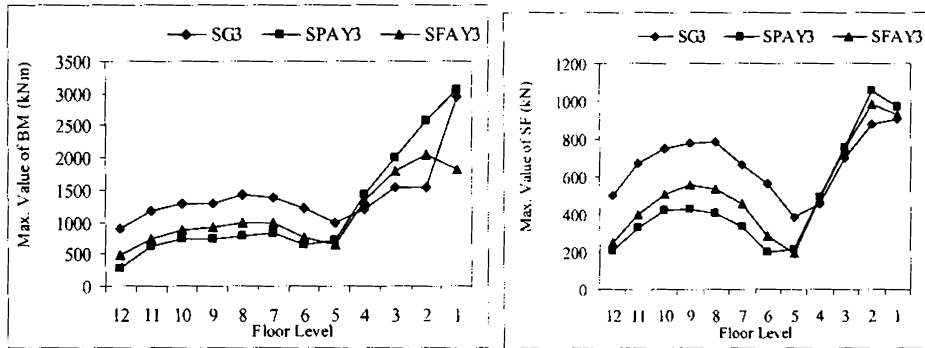 SG3 SPAY3 SFAY3
Max. Value of BM (kNm)
3500
3000
2500
2000
1500
1000
500
0
12 11 10 9 8 7 6 5 4 3 2 1
Floor Level
SG3 SPAY3 SFAY3
Max. Value of SF (kN)
1200
1000
800
600
400
200
0
12 11 10 9 8 7 6 5 4 3 2 1
Floor Level